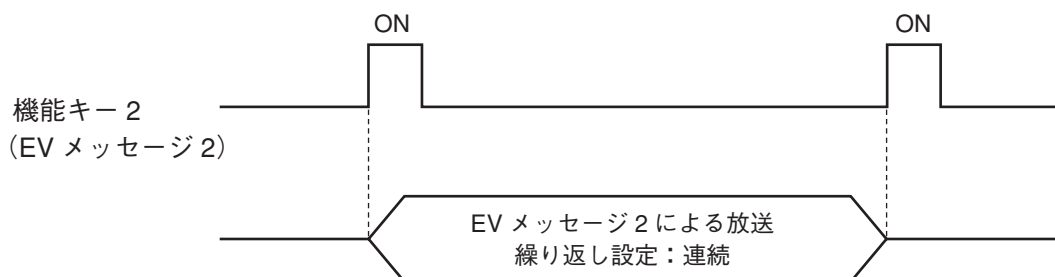 ON
ON
機能キー 2
（EV メッセージ 2）
EV メッセージ 2 による放送
繰り返し設定：連続